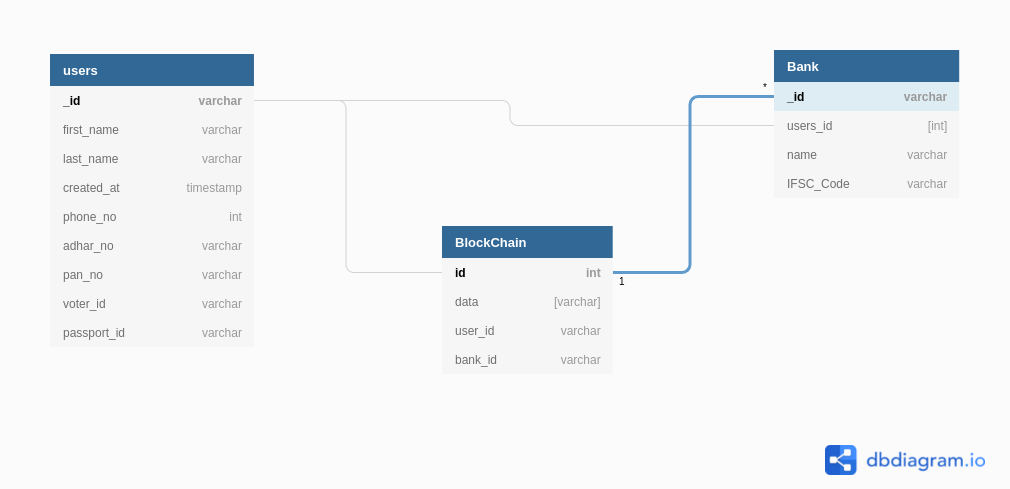 users
_id varchar
first_name varchar
last_name varchar
created_at timestamp
phone_no int
adhar_no varchar
pan_no varchar
voter_id varchar
passport_id varchar
Bank
*
_id varchar
users_id [int]
name varchar
IFSC_Code varchar
BlockChain
id int
1
data [varchar]
user_id varchar
bank_id varchar
dbdiagram.io